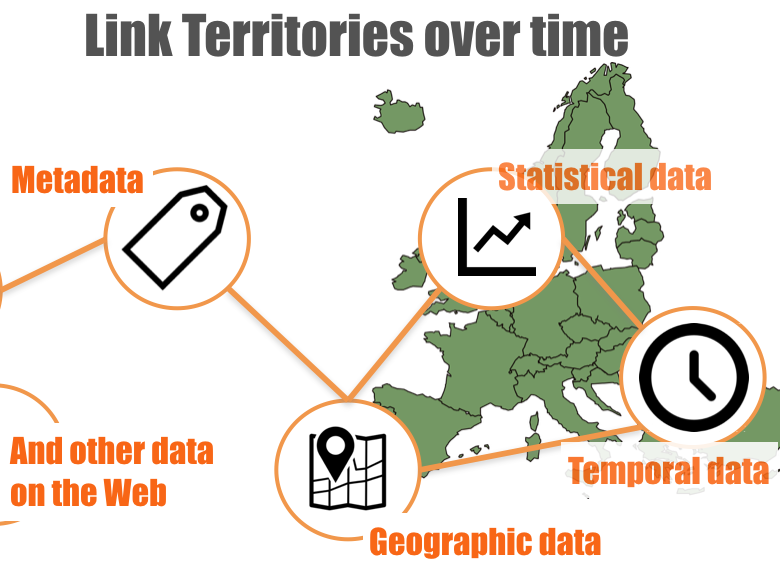 Link Territories over time
Metadata
Statistical data
And other data
on the Web
Temporal data
Geographic data